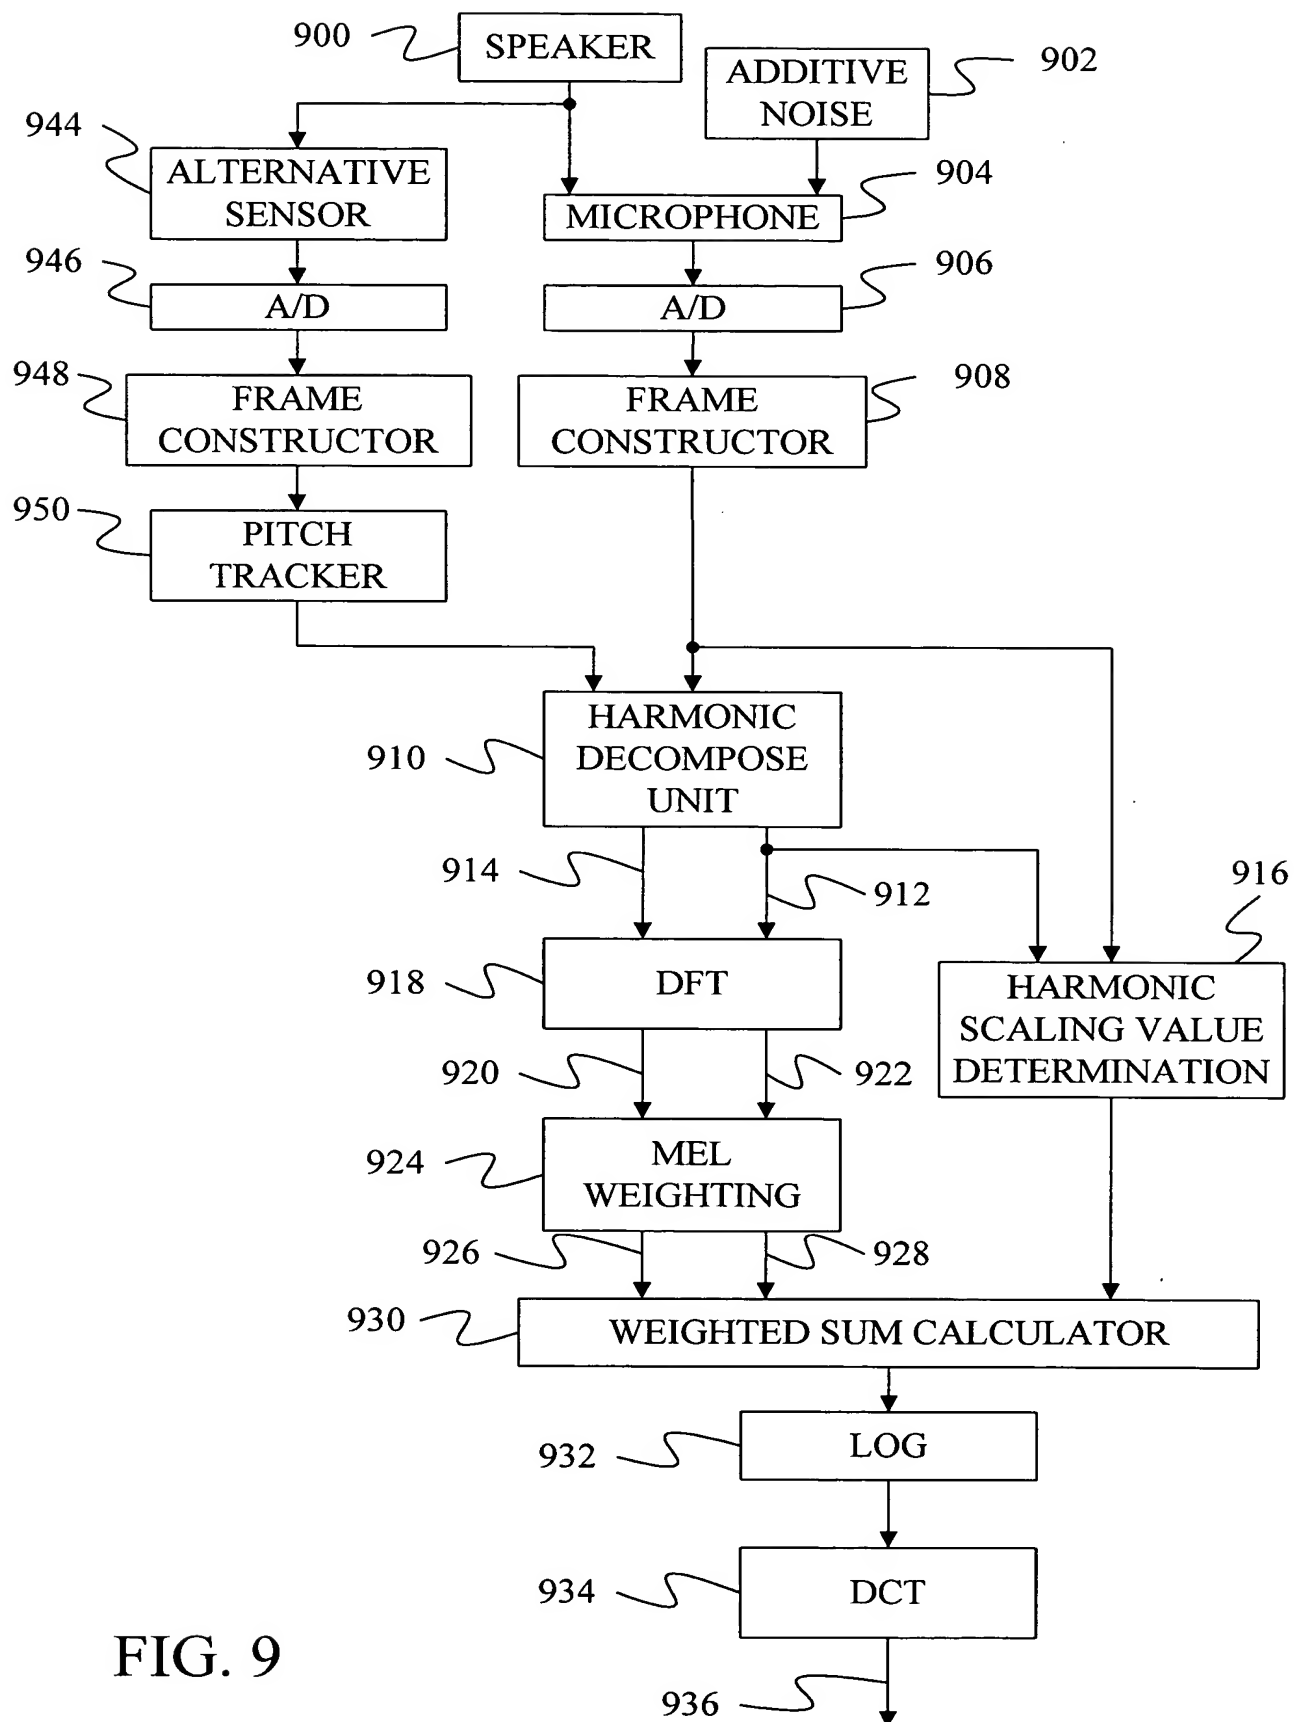 900
SPEAKER
ADDITIVE
NOISE
902
944
ALTERNATIVE
SENSOR
904
MICROPHONE
946
A/D
906
A/D
948
FRAME
CONSTRUCTOR
908
FRAME
CONSTRUCTOR
950
PITCH
TRACKER
910
HARMONIC
DECOMPOSE
UNIT
914
912
916
918
DFT
HARMONIC
SCALING VALUE
DETERMINATION
920
922
924
MEL
WEIGHTING
926
928
930
WEIGHTED SUM CALCULATOR
932
LOG
934
DCT
FIG. 9
936